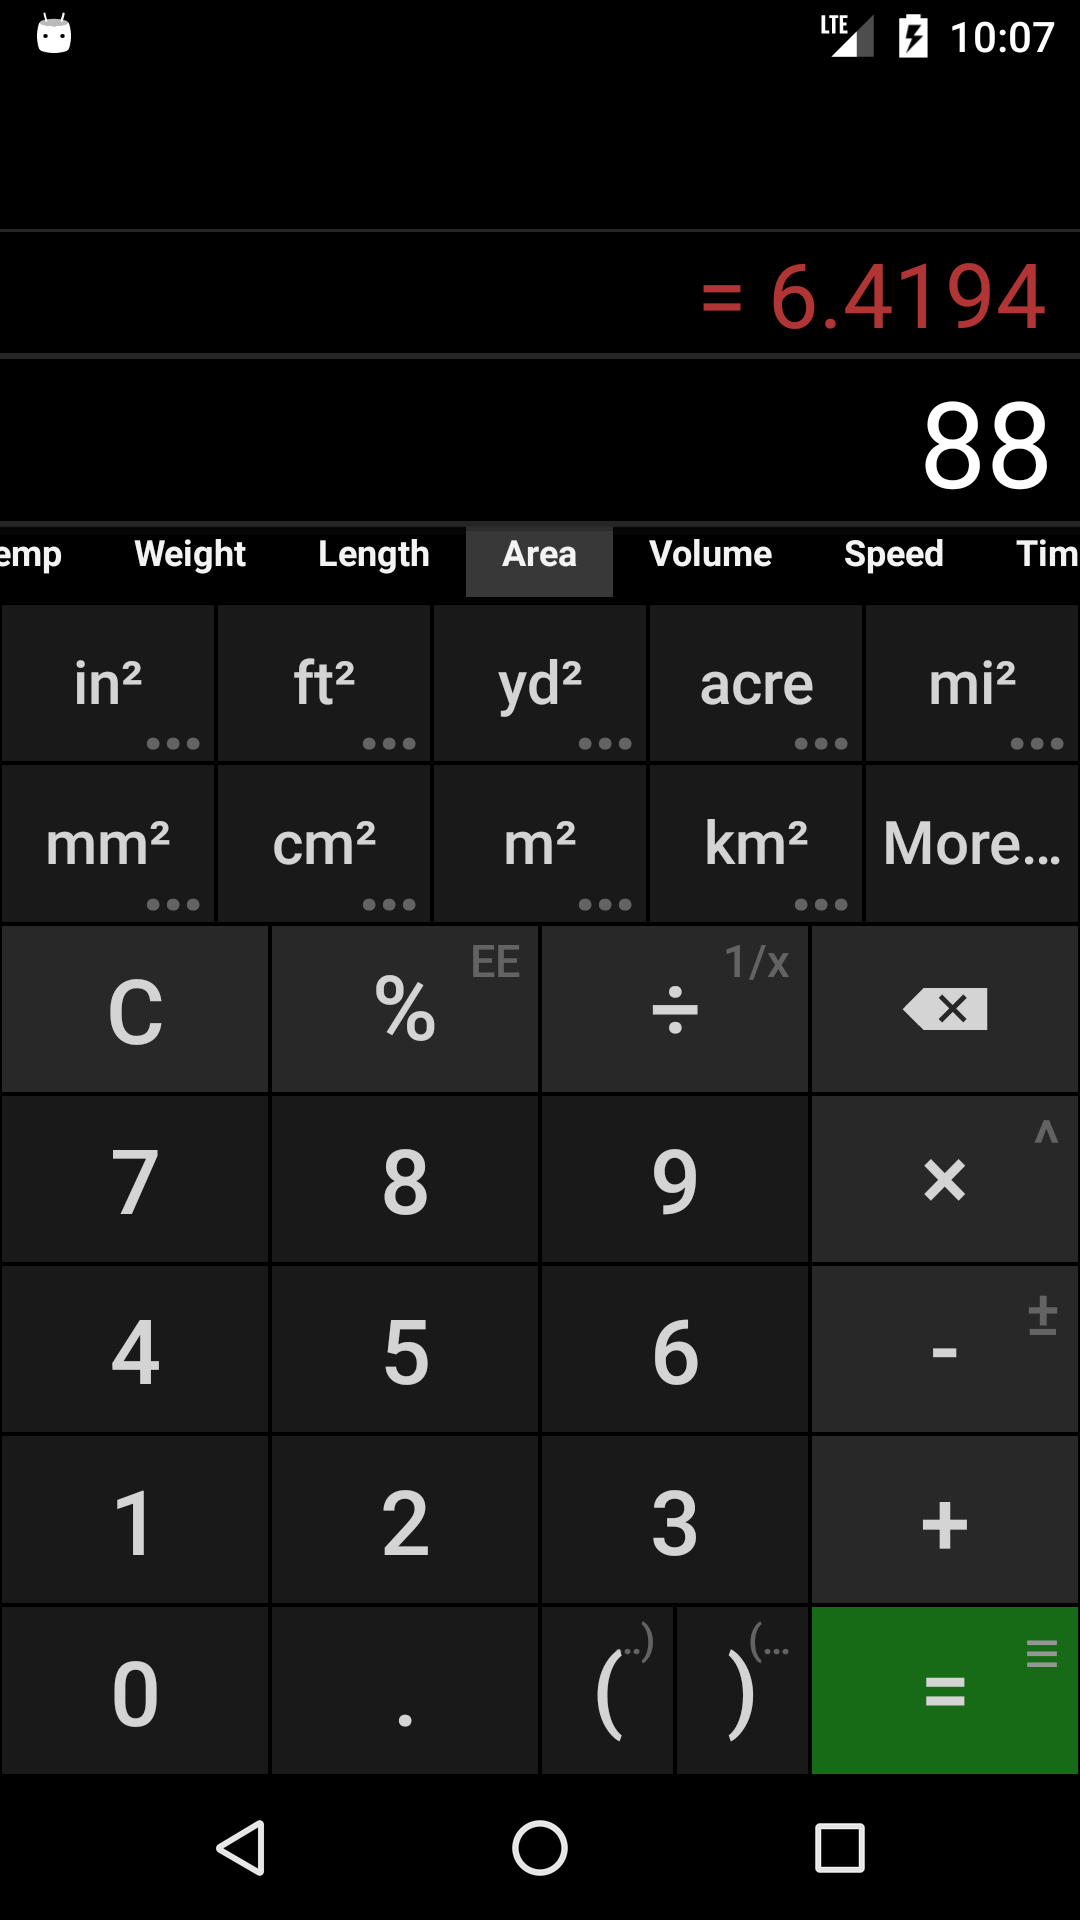 LTE 10:07
= 6.4194
88
emp Weight Length Area Volume Speed Tim
in² ft² yd² acre mi²
mm² cm² m² km² More...
C % EE ÷ 1/x
7 8 9 × ^
4 5 6 - ±
1 2 3 +
0 . ( ..) ) (... =